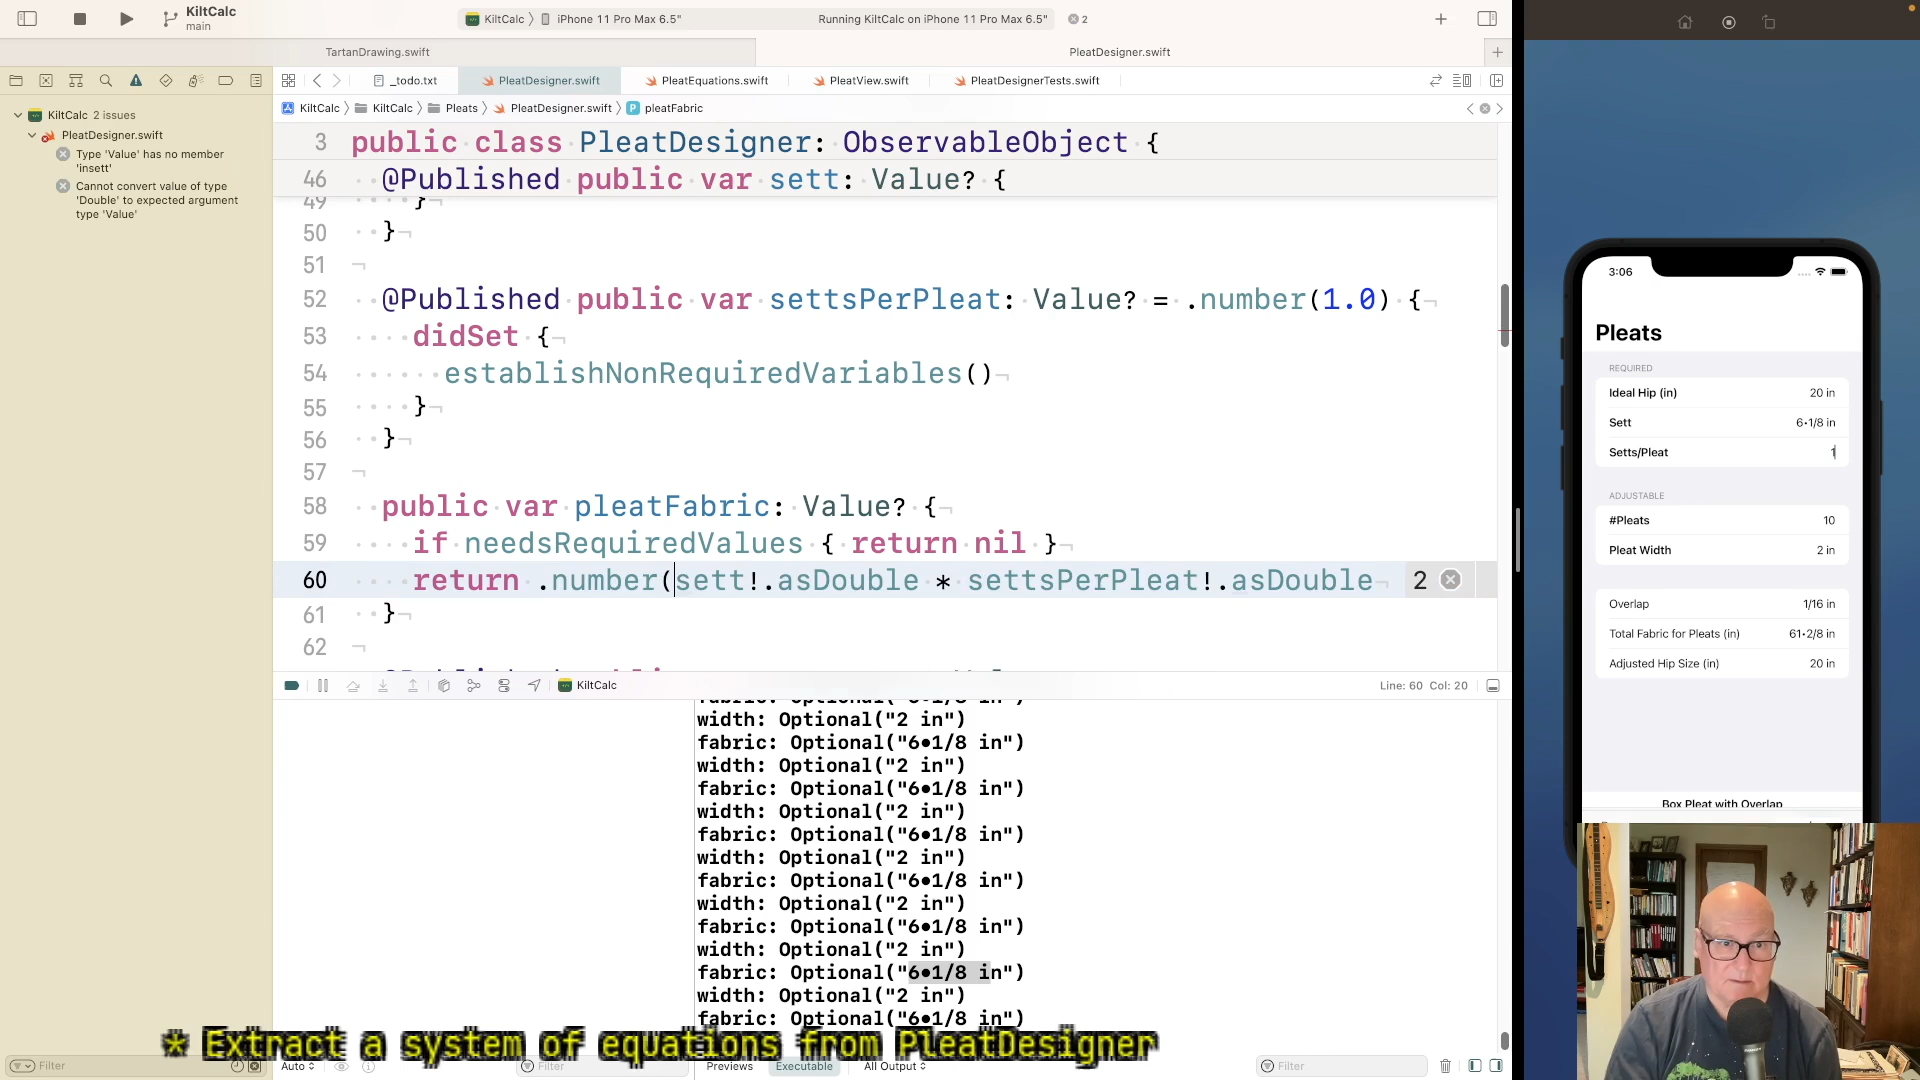 KiltCalc
main
KiltCalc
iPhone 11 Pro Max 6.5"
Running KiltCalc on iPhone 11 Pro Max 6.5"
2
TartanDrawing.swift
PleatDesigner.swift
_todo.txt
PleatDesigner.swift
PleatEquations.swift
PleatView.swift
PleatDesignerTests.swift
KiltCalc
KiltCalc
Pleats
PleatDesigner.swift
P
pleatFabric
KiltCalc 2 issues
PleatDesigner.swift
Type 'Value' has no member
'insett'
Cannot convert value of type
'Double' to expected argument
type 'Value'
3 public class PleatDesigner: ObservableObject {
46 @Published public var sett: Value? {
49 }
50 }
51
52 @Published public var settsPerPleat: Value? = .number(1.0) {
53 didSet {
54 establishNonRequiredVariables()
55 }
56 }
57
58 public var pleatFabric: Value? {
59 if needsRequiredValues { return nil }
60 return .number(sett!.asDouble * settsPerPleat!.asDouble 2
61 }
62
KiltCalc
Line: 60 Col: 20
width: Optional("2 in")
fabric: Optional("6•1/8 in")
width: Optional("2 in")
fabric: Optional("6•1/8 in")
width: Optional("2 in")
fabric: Optional("6•1/8 in")
width: Optional("2 in")
fabric: Optional("6•1/8 in")
width: Optional("2 in")
fabric: Optional("6•1/8 in")
width: Optional("2 in")
fabric: Optional("6•1/8 in")
width: Optional("2 in")
fabric: Optional("6•1/8 in")
* Extract a system of equations from PleatDesigner
Filter
Auto
Filter
Previews
Executable
All Output
Filter
3:06
Pleats
REQUIRED
Ideal Hip (in) 20 in
Sett 6•1/8 in
Setts/Pleat 1
ADJUSTABLE
#Pleats 10
Pleat Width 2 in
Overlap 1/16 in
Total Fabric for Pleats (in) 61•2/8 in
Adjusted Hip Size (in) 20 in
Box Pleat with Overlap